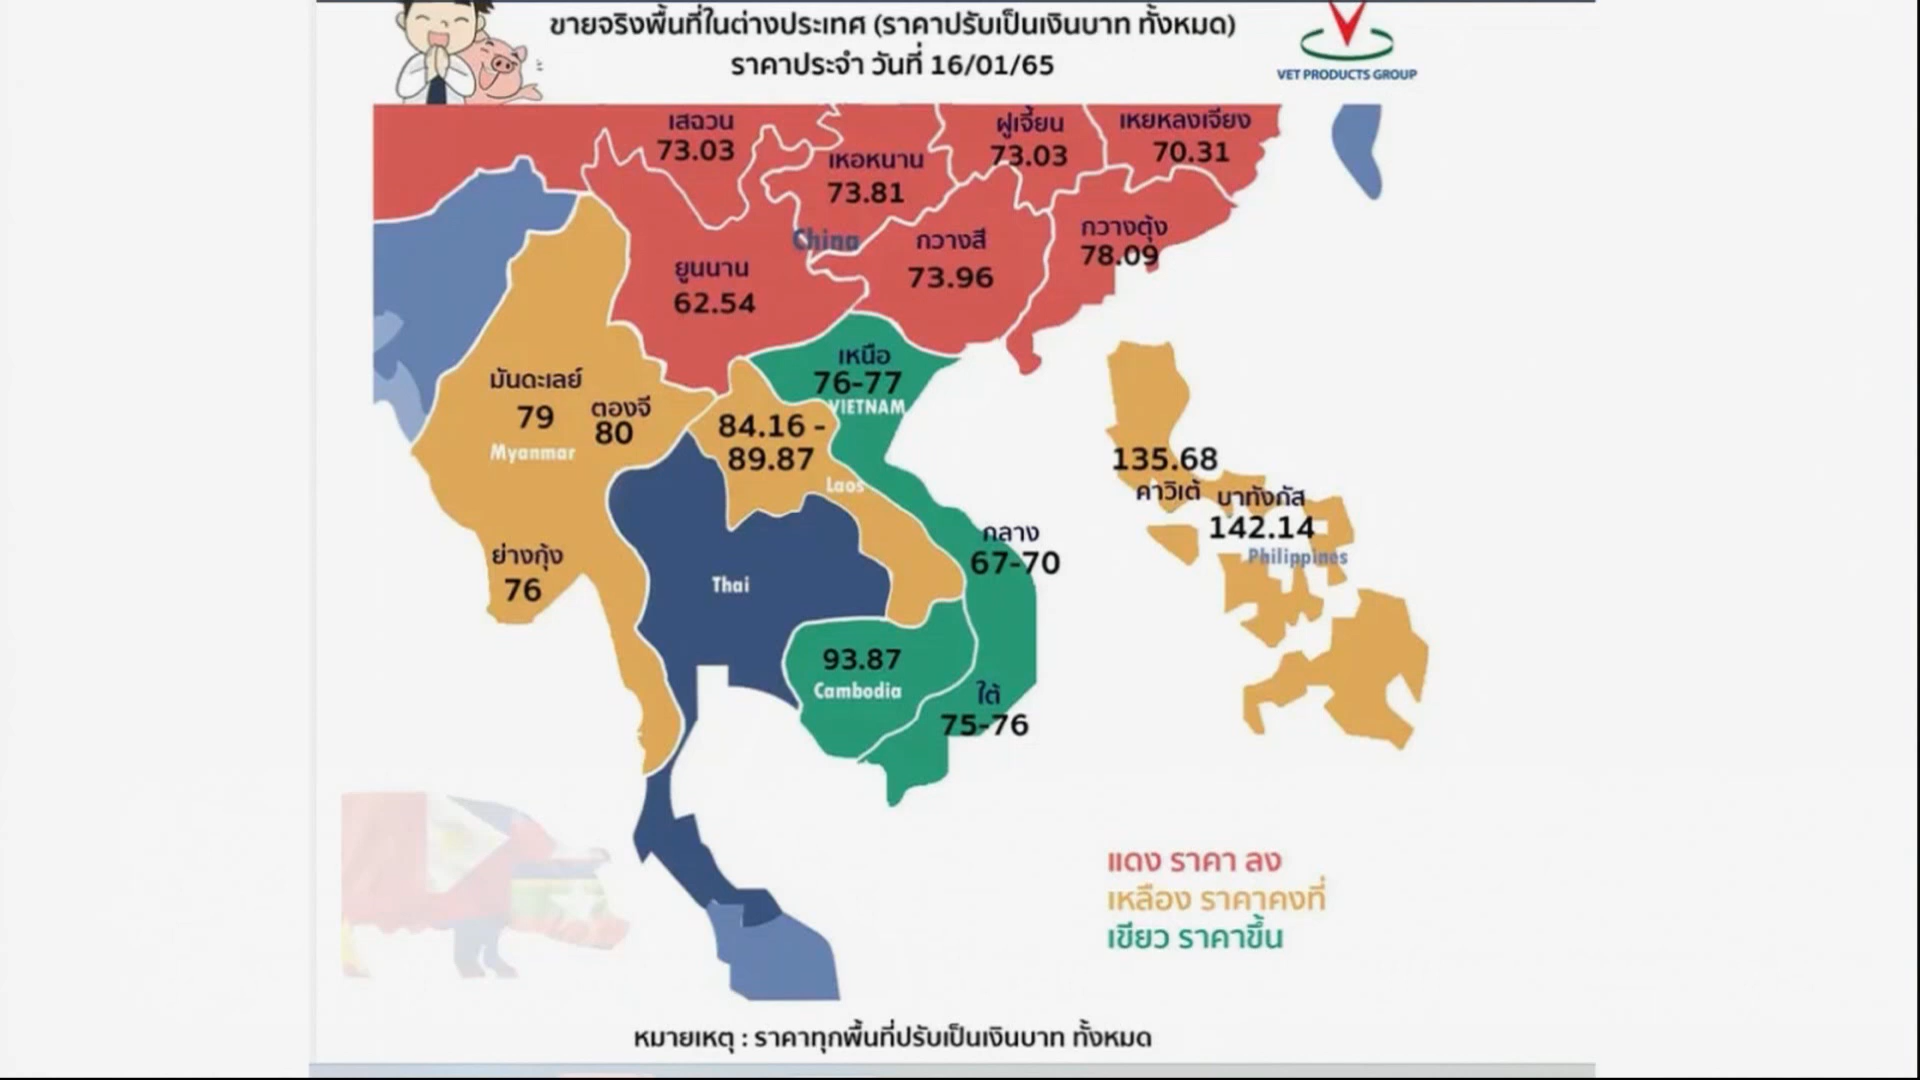 ขายจริงพื้นที่ในต่างประเทศ (ราคาปรับเป็นเงินบาท ทั้งหมด)
ราคาประจำ วันที่ 16/01/65
VET PRODUCTS GROUP
เสฉวน
73.03
เหอหนาน
73.81
ฝูเจี้ยน
73.03
เหยหลงเจียง
70.31
China
ยูนนาน
62.54
กวางสี
73.96
กวางตุ้ง
78.09
เหนือ
76-77
VIETNAM
มันดะเลย์
79
ตองจี
80
Myanmar
84.16 -
89.87
Laos
135.68
คาวิเต้
บาทังกัส
142.14
Philippines
ย่างกุ้ง
76
Thai
กลาง
67-70
93.87
Cambodia
ใต้
75-76
แดง ราคา ลง
เหลือง ราคาคงที่
เขียว ราคาขึ้น
หมายเหตุ : ราคาทุกพื้นที่ปรับเป็นเงินบาท ทั้งหมด